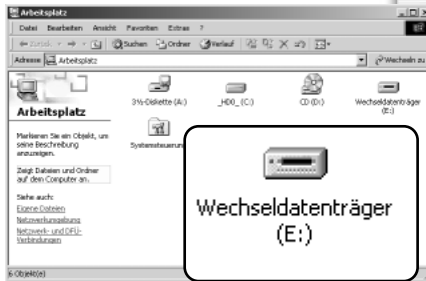 Arbeitsplatz
Datei Bearbeiten Ansicht Favoriten Extras ?
Zurück Suchen Ordner Verlauf
Adresse Arbeitsplatz Wechseln zu
Arbeitsplatz
Markieren Sie ein Objekt, um
seine Beschreibung
anzuzeigen.
Zeigt Dateien und Ordner
auf dem Computer an.
Siehe auch:
Eigene Dateien
Netzwerkumgebung
Netzwerk- und DFÜ-
Verbindungen
3½-Diskette (A:) _HD0_ (C:) CD (D:) Wechseldatenträger
(E:)
Systemsteuerun
Wechseldatenträger
(E:)
6 Objekt(e)